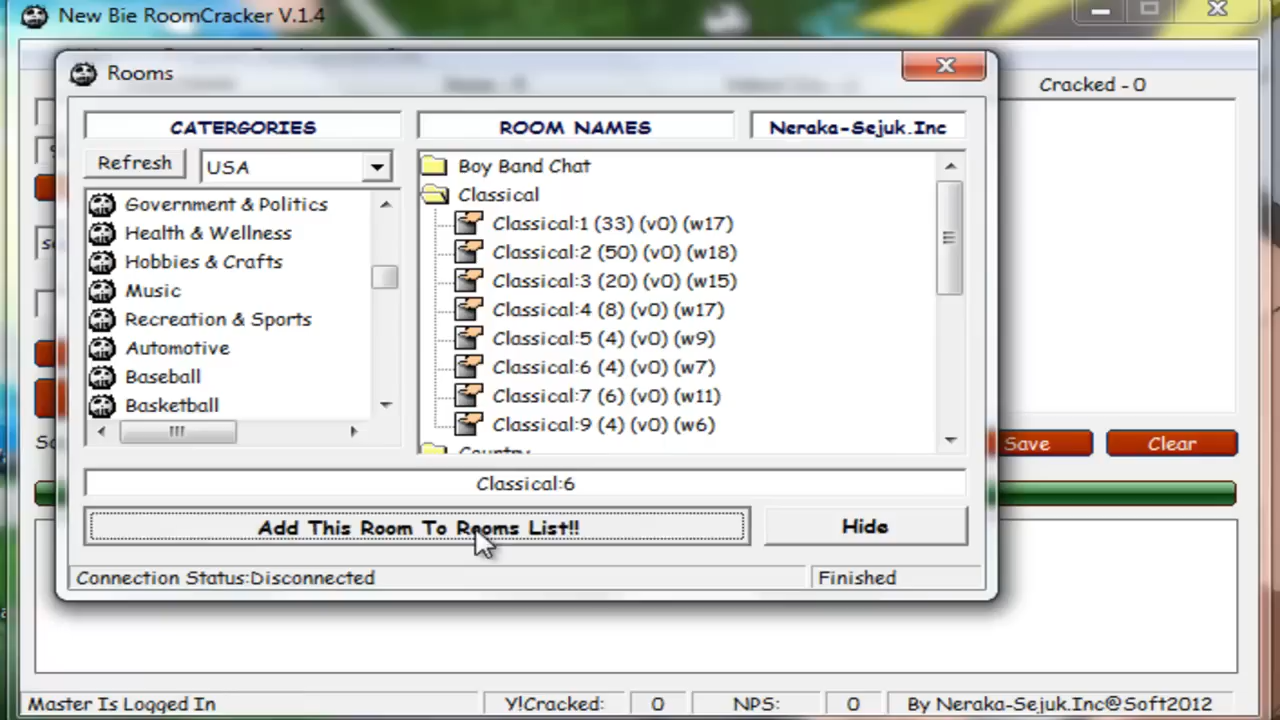 New Bie RoomCracker V.1.4
Rooms
Cracked - 0
CATERGORIES
ROOM NAMES
Neraka-Sejuk.Inc
Refresh
USA
Government & Politics
Health & Wellness
Hobbies & Crafts
Music
Recreation & Sports
Automotive
Baseball
Basketball
Boy Band Chat
Classical
Classical:1 (33) (v0) (w17)
Classical:2 (50) (v0) (w18)
Classical:3 (20) (v0) (w15)
Classical:4 (8) (v0) (w17)
Classical:5 (4) (v0) (w9)
Classical:6 (4) (v0) (w7)
Classical:7 (6) (v0) (w11)
Classical:9 (4) (v0) (w6)
Country
Save
Clear
Classical:6
Add This Room To Rooms List!!
Hide
Connection Status:Disconnected
Finished
Master Is Logged In
Y!Cracked:
0
NPS:
0
By Neraka-Sejuk.Inc@Soft2012